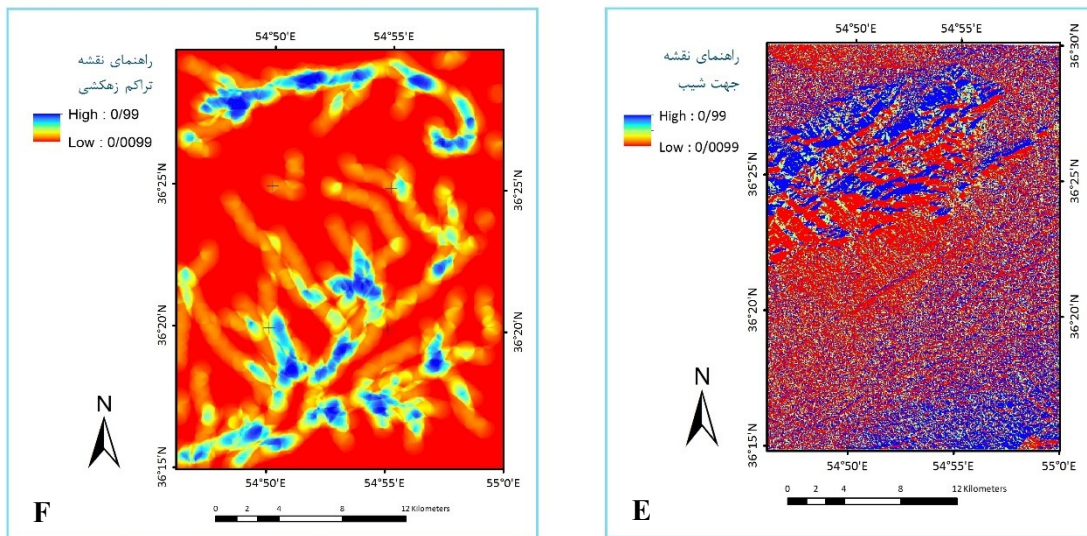 54°50'E
54°55'E
راهنمای نقشه
تراکم زهکشی
High : 0/99
Low : 0/0099
36°25'N
36°20'N
36°15'N
36°25'N
36°20'N
N
54°50'E
54°55'E
55°0'E
0 2 4 8 12 Kilometers
F
54°50'E
54°55'E
36°30'N
راهنمای نقشه
جهت شیب
High : 0/99
Low : 0/0099
36°25'N
36°20'N
36°15'N
36°25'N
36°20'N
N
54°50'E
54°55'E
55°0'E
0 2 4 8 12 Kilometers
E